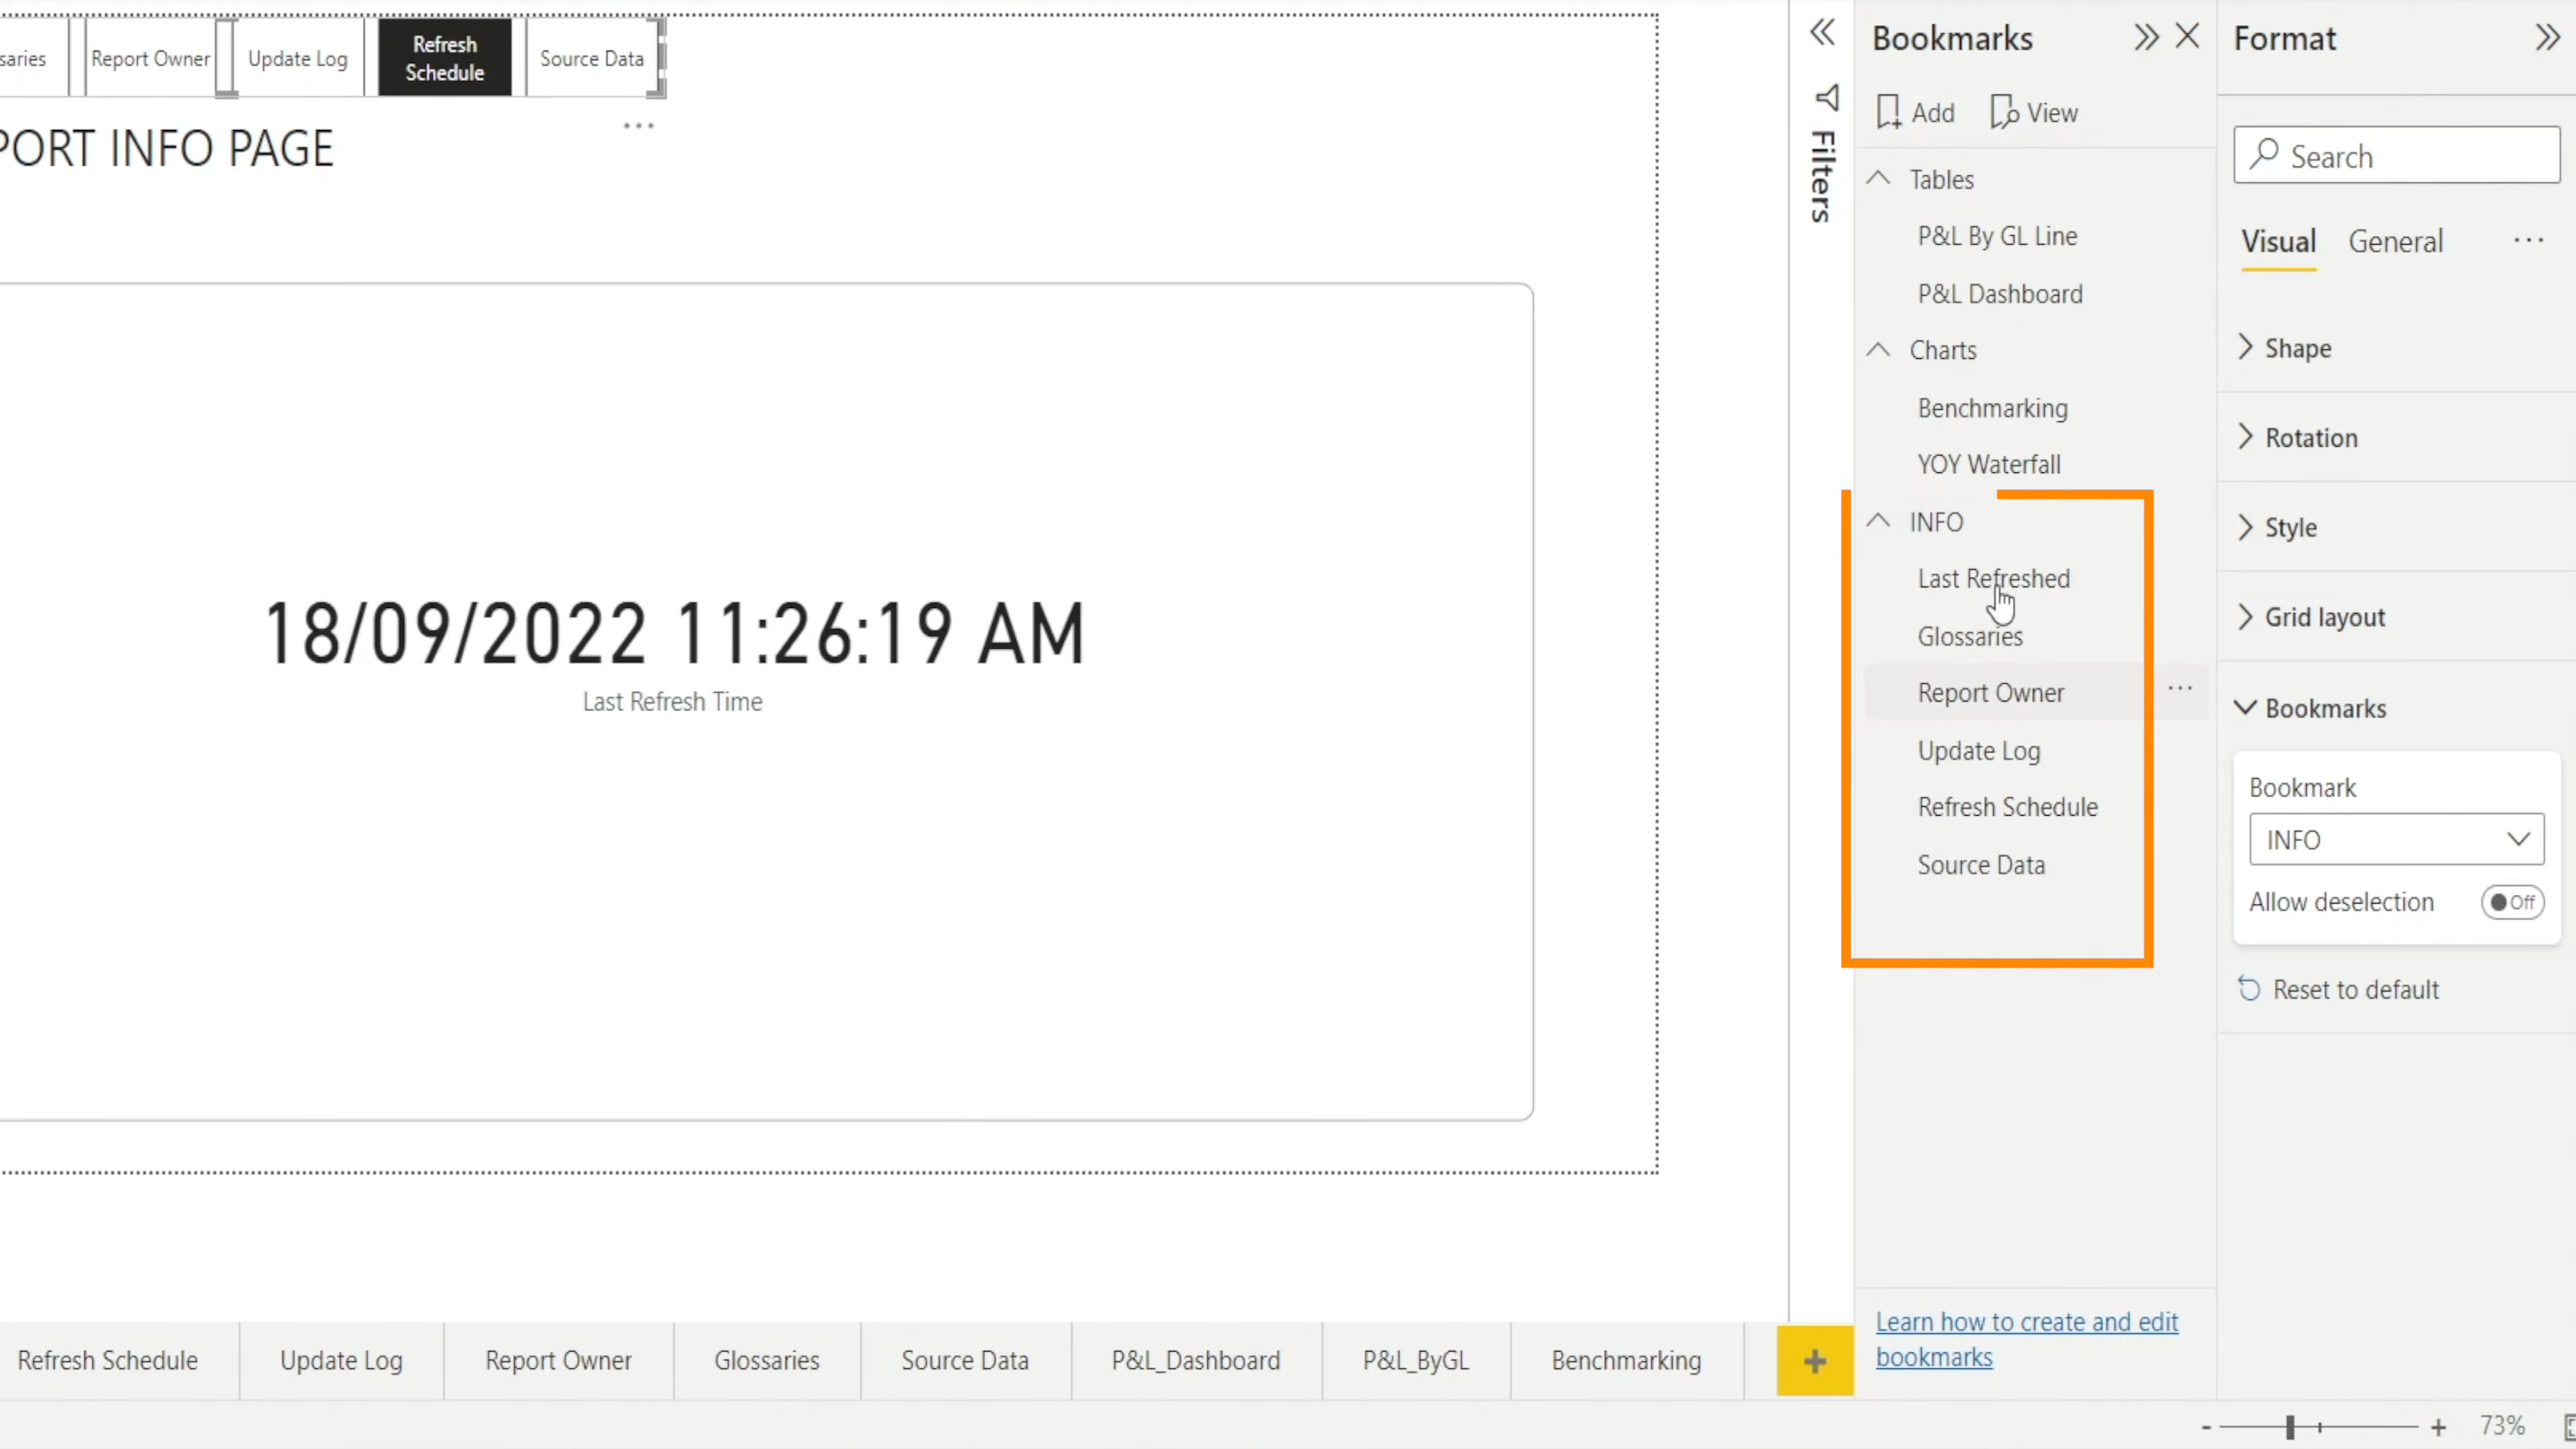 saries
Report Owner
Update Log
Refresh
Schedule
Source Data
PORT INFO PAGE
18/09/2022 11:26:19 AM
Last Refresh Time
Filters
Bookmarks
Add
View
Tables
P&L By GL Line
P&L Dashboard
Charts
Benchmarking
YOY Waterfall
INFO
Last Refreshed
Glossaries
Report Owner
Update Log
Refresh Schedule
Source Data
Learn how to create and edit
bookmarks
Format
Search
Visual
General
Shape
Rotation
Style
Grid layout
Bookmarks
Bookmark
INFO
Allow deselection
Off
Reset to default
Refresh Schedule
Update Log
Report Owner
Glossaries
Source Data
P&L_Dashboard
P&L_ByGL
Benchmarking
+
- + 73%